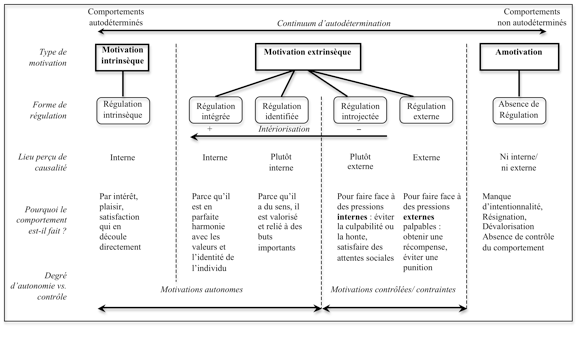 Comportements
autodéterminés
Continuum d'autodétermination
Comportements
non autodéterminés
Type de
motivation
Motivation
intrinsèque
Motivation extrinsèque
Amotivation
Forme de
régulation
Régulation
intrinsèque
Régulation
intégrée
Régulation
identifiée
Régulation
introjectée
Régulation
externe
Absence de
Régulation
+
Intériorisation
–
Lieu perçu de
causalité
Interne
Interne
Plutôt
interne
Plutôt
externe
Externe
Ni interne/
ni externe
Pourquoi le
comportement
est-il fait ?
Par intérêt,
plaisir,
satisfaction
qui en
découle
directement
Parce qu'il
est en
parfaite
harmonie
avec les
valeurs et
l'identité de
l'individu
Parce qu'il
a du sens, il
est valorisé
et relié à des
buts
importants
Pour faire face à
des pressions
internes : éviter
la culpabilité ou
la honte,
satisfaire des
attentes sociales
Pour faire face à
des pressions
externes
palpables :
obtenir une
récompense,
éviter une
punition
Manque
d'intentionnalité,
Résignation,
Dévalorisation
Absence de contrôle
du comportement
Degré
d'autonomie vs.
contrôle
Motivations autonomes
Motivations contrôlées/ contraintes